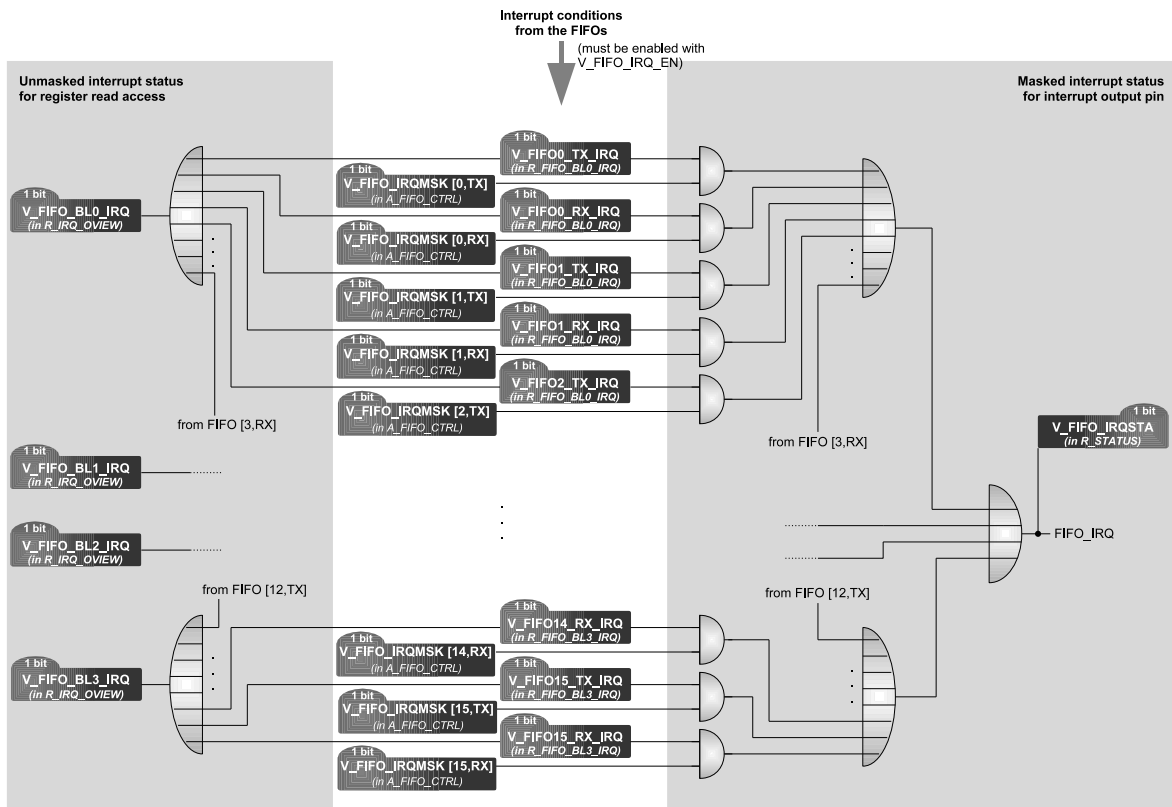 Interrupt conditions
from the FIFOs
(must be enabled with
V_FIFO_IRQ_EN)
Unmasked interrupt status
for register read access
Masked interrupt status
for interrupt output pin
1 bit
V_FIFO0_TX_IRQ
(in R_FIFO_BL0_IRQ)
1 bit
V_FIFO_IRQMSK [0,TX]
(in A_FIFO_CTRL)
1 bit
V_FIFO_BL0_IRQ
(in R_IRQ_OVIEW)
1 bit
V_FIFO0_RX_IRQ
(in R_FIFO_BL0_IRQ)
1 bit
V_FIFO_IRQMSK [0,RX]
(in A_FIFO_CTRL)
1 bit
V_FIFO1_TX_IRQ
(in R_FIFO_BL0_IRQ)
1 bit
V_FIFO_IRQMSK [1,TX]
(in A_FIFO_CTRL)
1 bit
V_FIFO1_RX_IRQ
(in R_FIFO_BL0_IRQ)
1 bit
V_FIFO_IRQMSK [1,RX]
(in A_FIFO_CTRL)
1 bit
V_FIFO2_TX_IRQ
(in R_FIFO_BL0_IRQ)
1 bit
V_FIFO_IRQMSK [2,TX]
(in A_FIFO_CTRL)
from FIFO [3,RX]
from FIFO [3,RX]
1 bit
V_FIFO_IRQSTA
(in R_STATUS)
1 bit
V_FIFO_BL1_IRQ
(in R_IRQ_OVIEW)
1 bit
V_FIFO_BL2_IRQ
(in R_IRQ_OVIEW)
FIFO_IRQ
from FIFO [12,TX]
from FIFO [12,TX]
1 bit
V_FIFO14_RX_IRQ
(in R_FIFO_BL3_IRQ)
1 bit
V_FIFO_IRQMSK [14,RX]
(in A_FIFO_CTRL)
1 bit
V_FIFO_BL3_IRQ
(in R_IRQ_OVIEW)
1 bit
V_FIFO15_TX_IRQ
(in R_FIFO_BL3_IRQ)
1 bit
V_FIFO_IRQMSK [15,TX]
(in A_FIFO_CTRL)
1 bit
V_FIFO15_RX_IRQ
(in R_FIFO_BL3_IRQ)
1 bit
V_FIFO_IRQMSK [15,RX]
(in A_FIFO_CTRL)